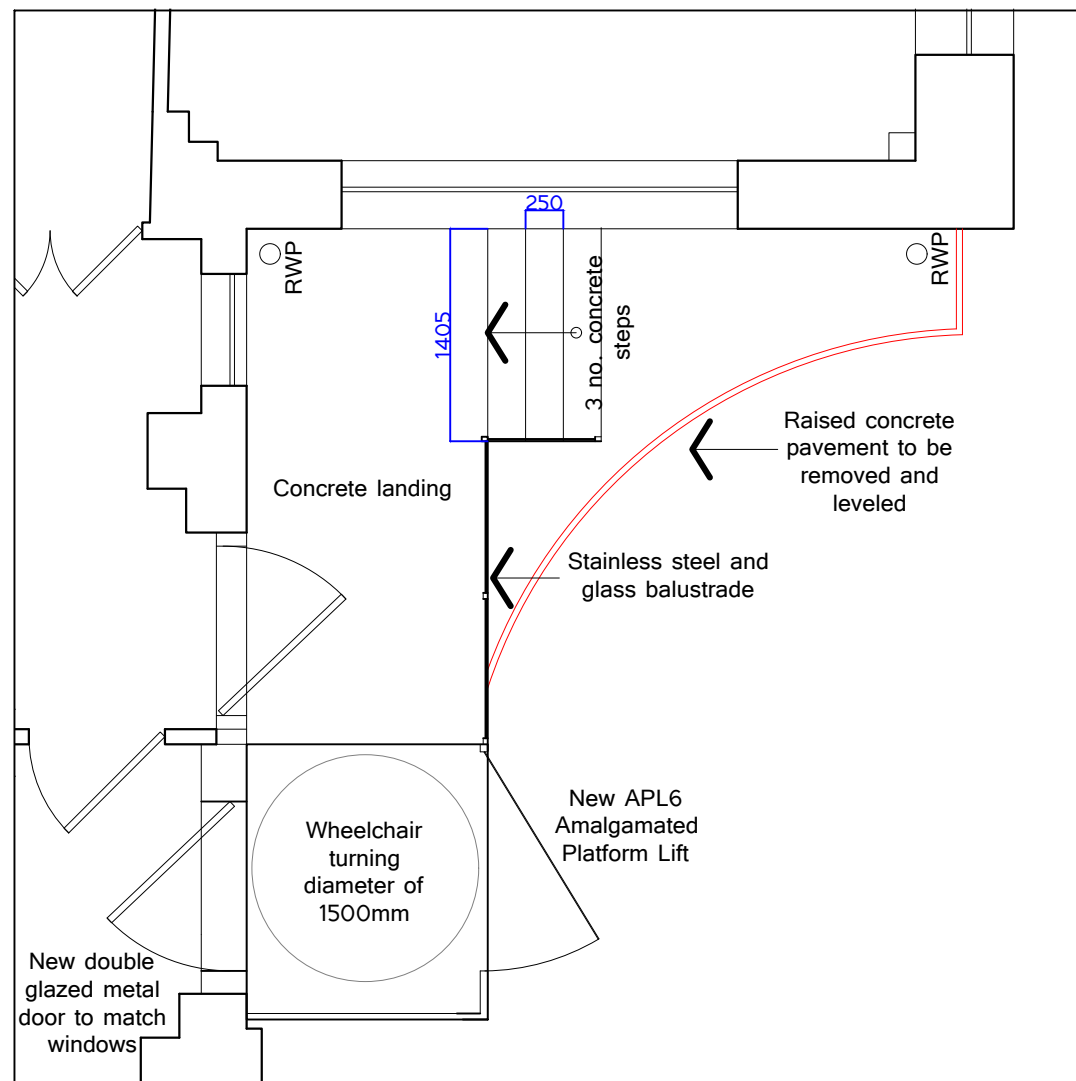 250
RWP
RWP
1405
3 no. concrete
steps
Raised concrete
pavement to be
removed and
leveled
Concrete landing
Stainless steel and
glass balustrade
New APL6
Amalgamated
Platform Lift
Wheelchair
turning
diameter of
1500mm
New double
glazed metal
door to match
windows